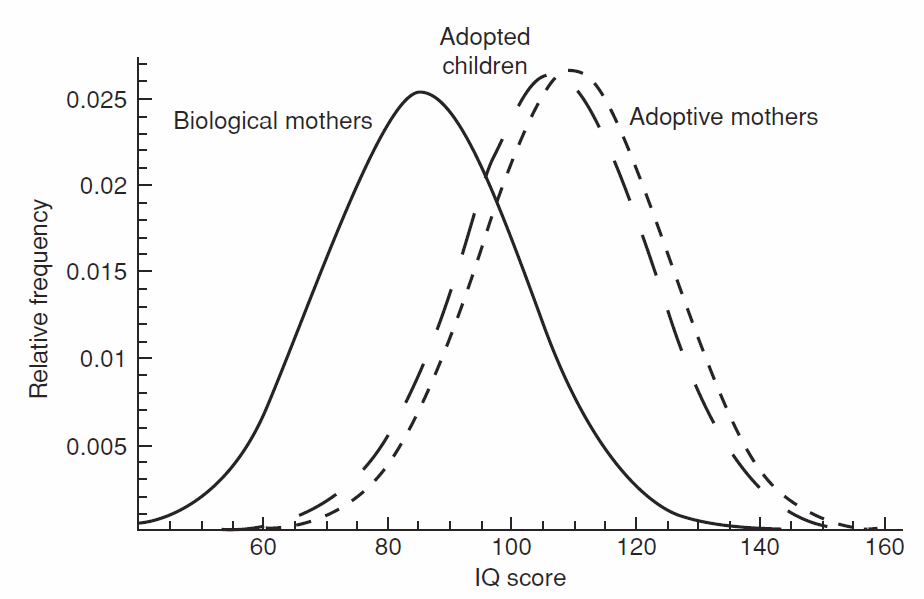 Adopted
children
Biological mothers
Adoptive mothers
Relative frequency
0.025
0.02
0.015
0.01
0.005
60 80 100 120 140 160
IQ score